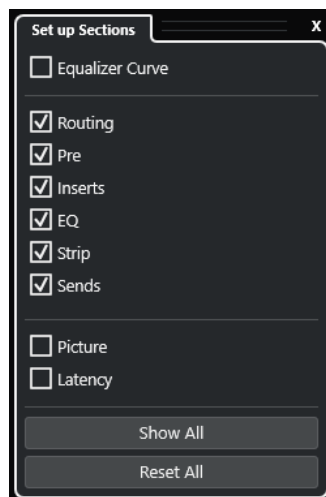 Set up Sections
X
Equalizer Curve
Routing
Pre
Inserts
EQ
Strip
Sends
Picture
Latency
Show All
Reset All